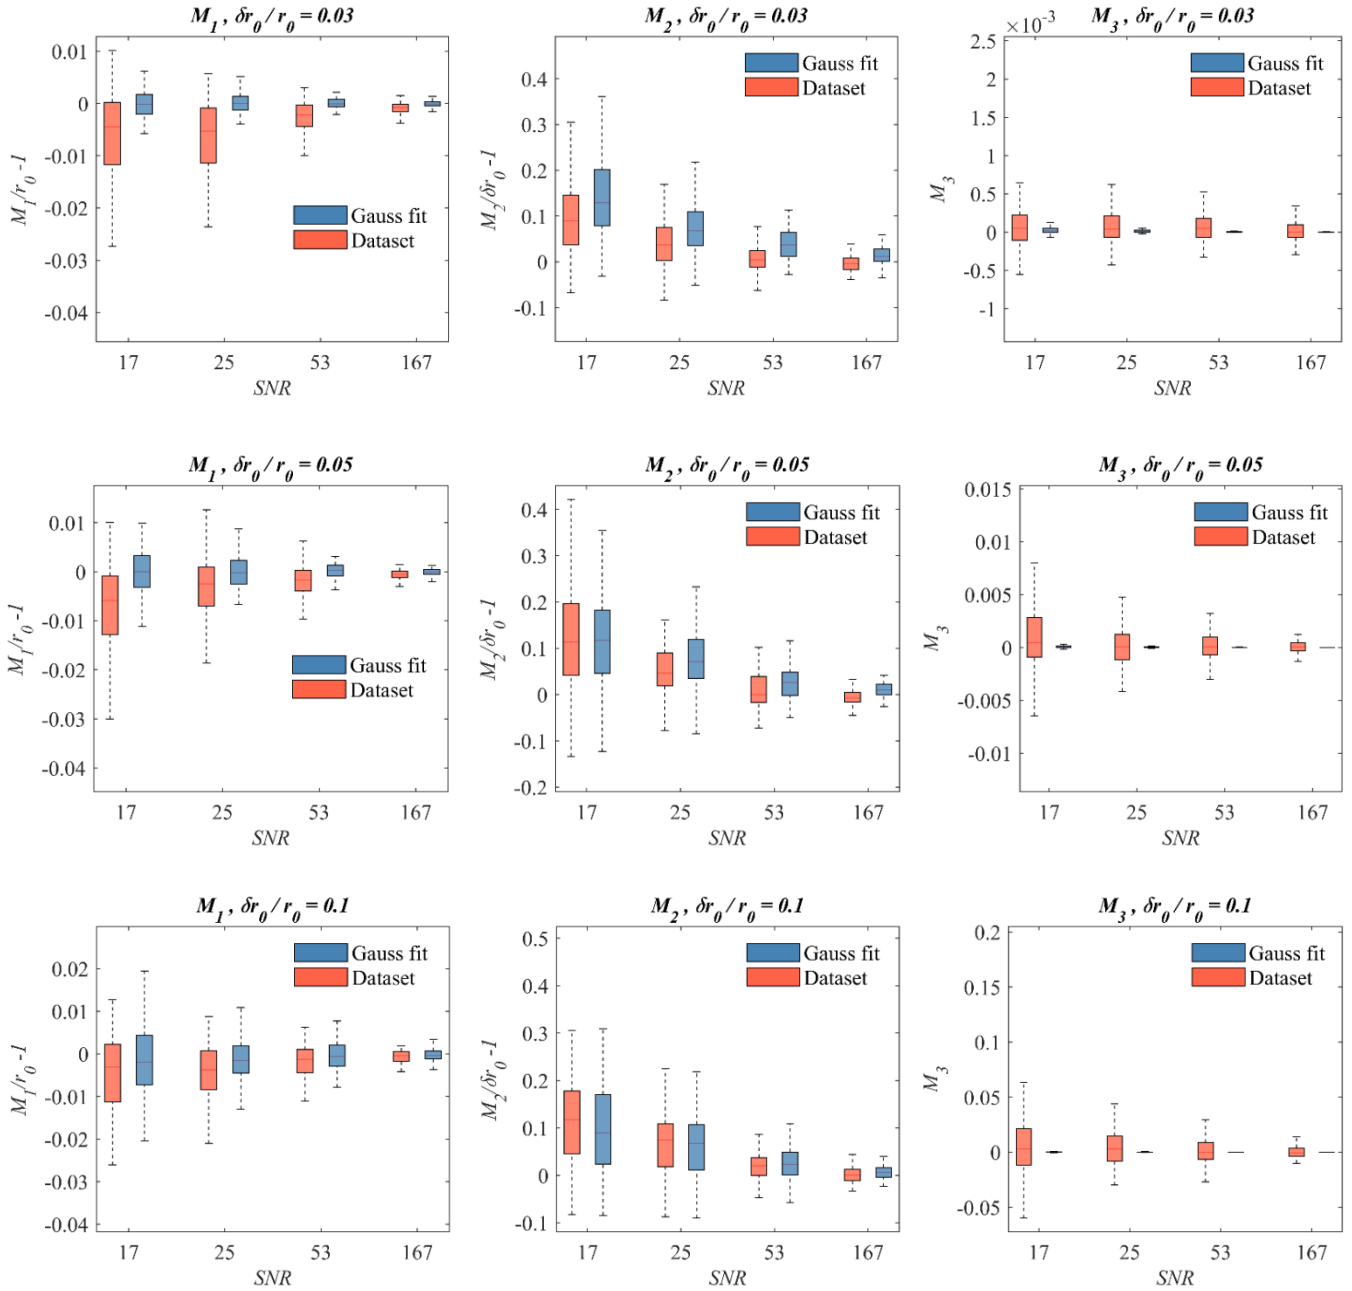 M₁ , δr₀ / r₀ = 0.03
0.01
0
-0.01
-0.02
-0.03
-0.04
M₁/r₀ -1
Gauss fit
Dataset
17 25 53 167
SNR
M₂ , δr₀ / r₀ = 0.03
0.4
0.3
0.2
0.1
0
-0.1
M₂/δr₀ -1
Gauss fit
Dataset
17 25 53 167
SNR
M₃ , δr₀ / r₀ = 0.03
×10⁻³
2.5
2
1.5
1
0.5
0
-0.5
-1
M₃
Gauss fit
Dataset
17 25 53 167
SNR
M₁ , δr₀ / r₀ = 0.05
0.01
0
-0.01
-0.02
-0.03
-0.04
M₁/r₀ -1
Gauss fit
Dataset
17 25 53 167
SNR
M₂ , δr₀ / r₀ = 0.05
0.4
0.3
0.2
0.1
0
-0.1
-0.2
M₂/δr₀ -1
Gauss fit
Dataset
17 25 53 167
SNR
M₃ , δr₀ / r₀ = 0.05
0.015
0.01
0.005
0
-0.005
-0.01
M₃
Gauss fit
Dataset
17 25 53 167
SNR
M₁ , δr₀ / r₀ = 0.1
0.02
0.01
0
-0.01
-0.02
-0.03
-0.04
M₁/r₀ -1
Gauss fit
Dataset
17 25 53 167
SNR
M₂ , δr₀ / r₀ = 0.1
0.5
0.4
0.3
0.2
0.1
0
-0.1
M₂/δr₀ -1
Gauss fit
Dataset
17 25 53 167
SNR
M₃ , δr₀ / r₀ = 0.1
0.2
0.15
0.1
0.05
0
-0.05
M₃
Gauss fit
Dataset
17 25 53 167
SNR